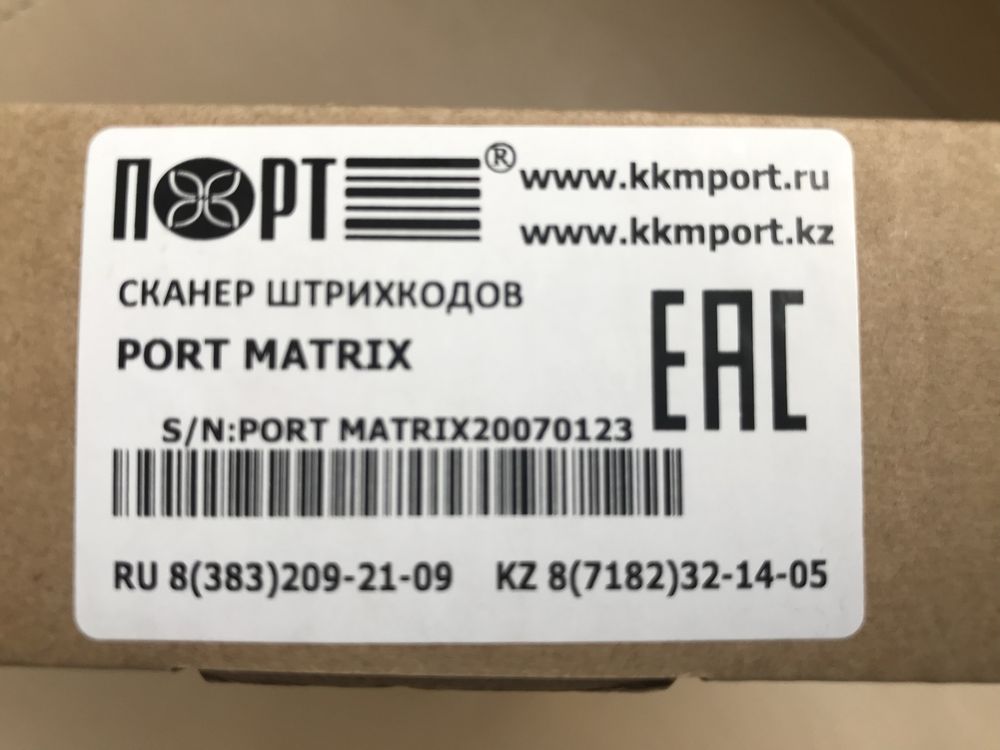 ПОРТ ®
www.kkmport.ru
www.kkmport.kz
СКАНЕР ШТРИХКОДОВ
PORT MATRIX
EAC
S/N:PORT MATRIX20070123
RU 8(383)209-21-09 KZ 8(7182)32-14-05